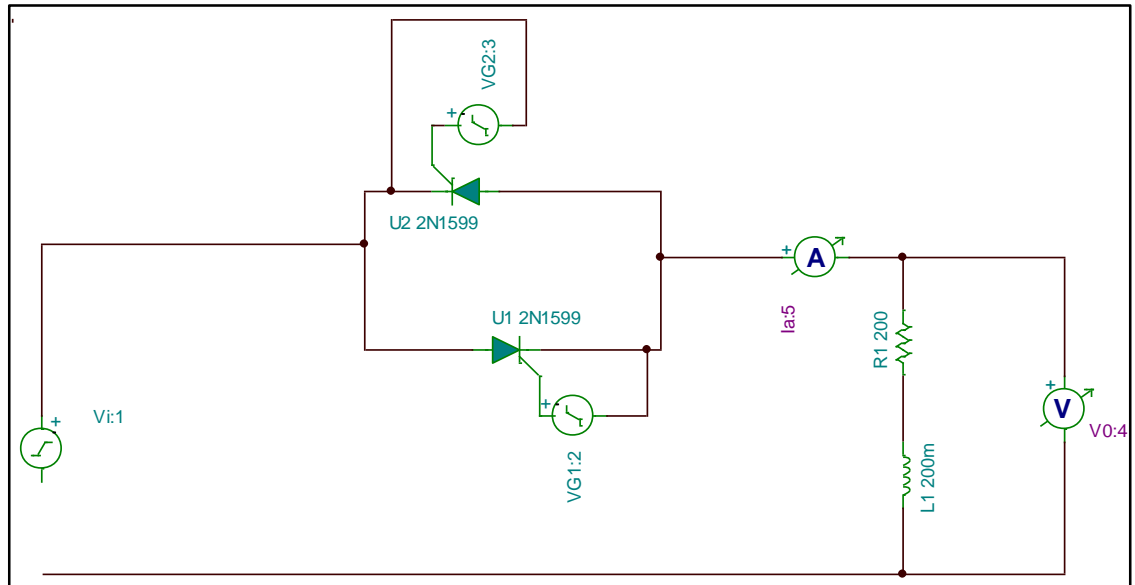 VG2:3
+
U2 2N1599
+
A
U1 2N1599
Ia:5
R1 200
+
Vi:1
+
VG1:2
+
V
V0:4
L1 200m